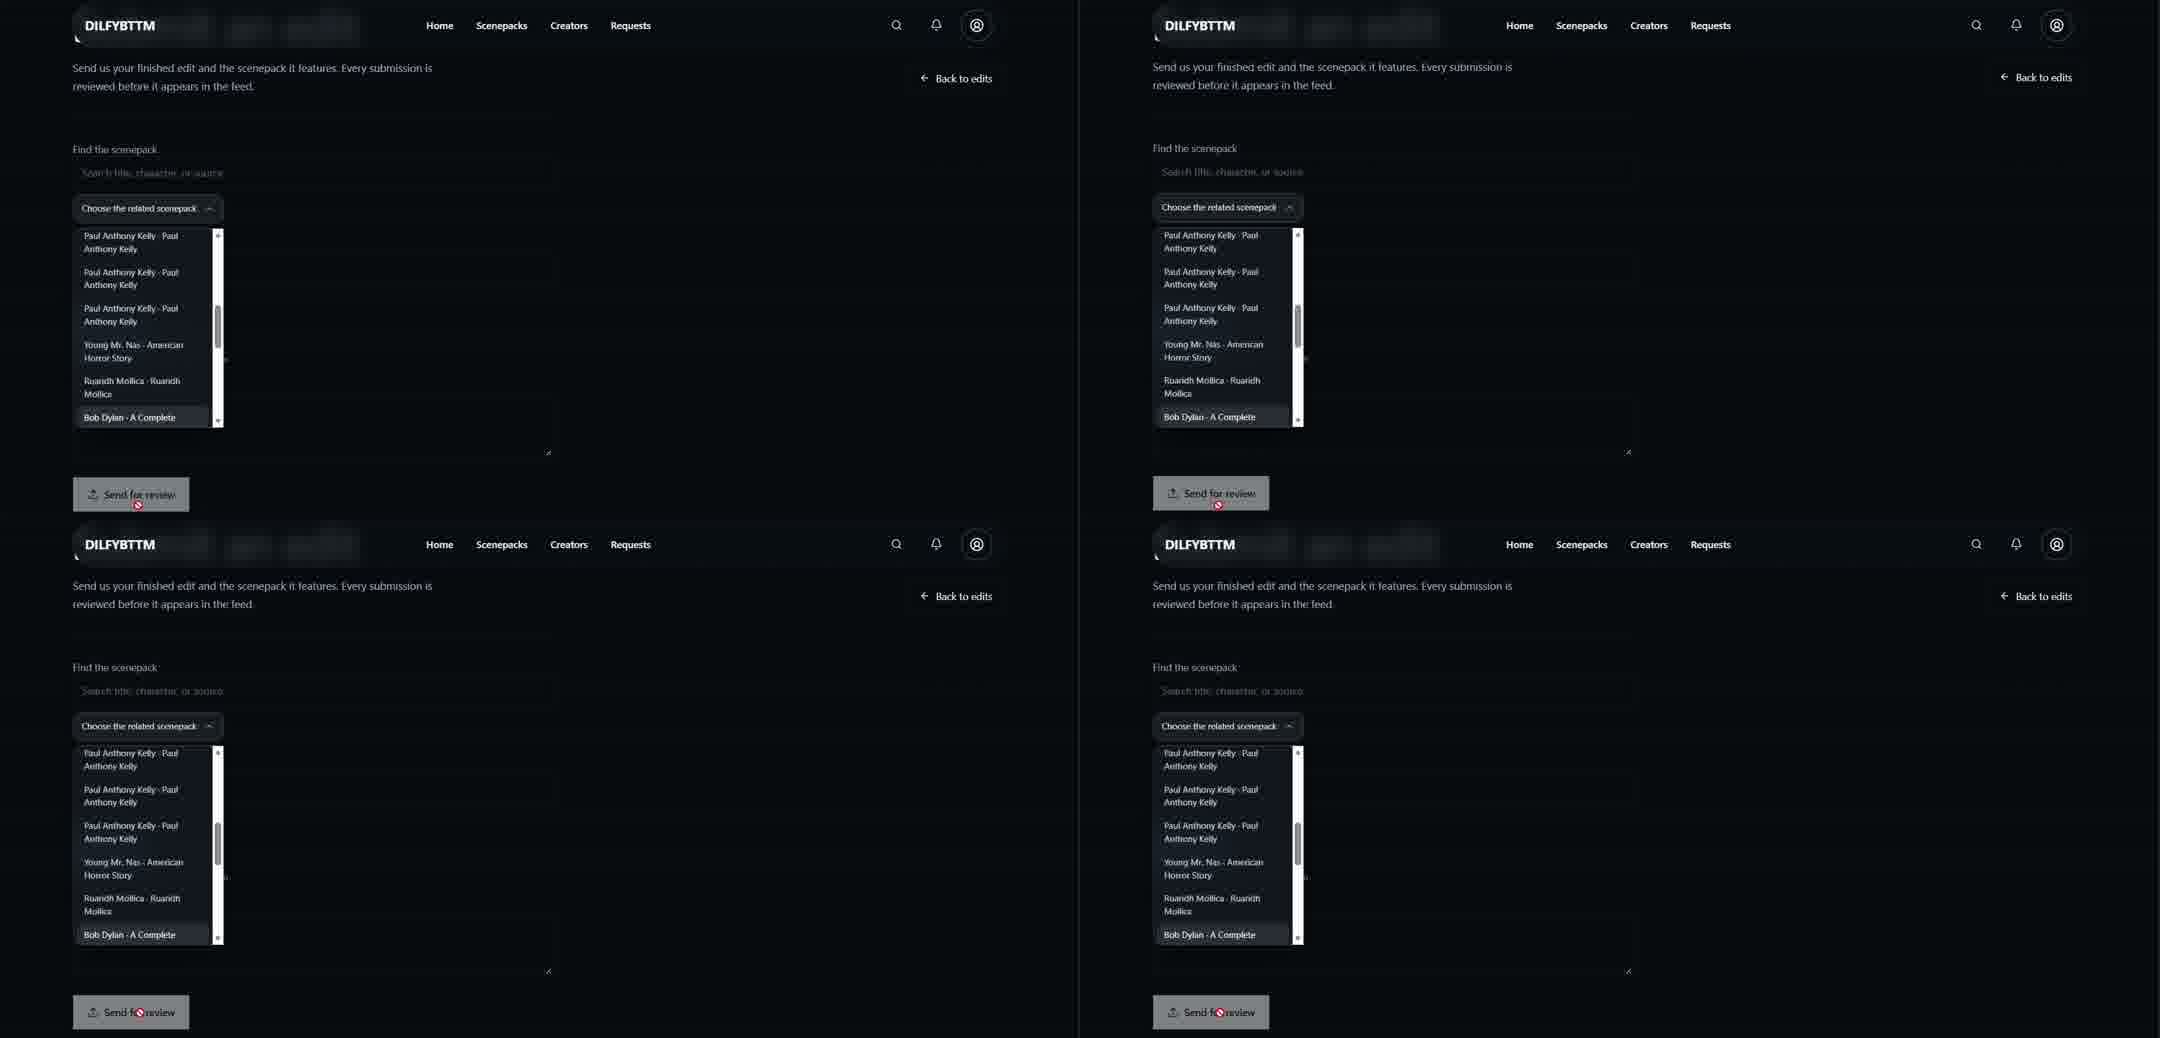 DILFYBTTM
Home Scenepacks Creators Requests
Send us your finished edit and the scenepack it features. Every submission is
reviewed before it appears in the feed.
Back to edits
Find the scenepack
Search title, character, or source
Choose the related scenepack
Paul Anthony Kelly · Paul
Anthony Kelly
Paul Anthony Kelly · Paul
Anthony Kelly
Paul Anthony Kelly · Paul
Anthony Kelly
Young Mr. Nas · American
Horror Story
Ruaridh Mollica · Ruaridh
Mollica
Bob Dylan · A Complete
Send for review
DILFYBTTM
Home Scenepacks Creators Requests
Send us your finished edit and the scenepack it features. Every submission is
reviewed before it appears in the feed.
Back to edits
Find the scenepack
Search title, character, or source
Choose the related scenepack
Paul Anthony Kelly · Paul
Anthony Kelly
Paul Anthony Kelly · Paul
Anthony Kelly
Paul Anthony Kelly · Paul
Anthony Kelly
Young Mr. Nas · American
Horror Story
Ruaridh Mollica · Ruaridh
Mollica
Bob Dylan · A Complete
Send for review
DILFYBTTM
Home Scenepacks Creators Requests
Send us your finished edit and the scenepack it features. Every submission is
reviewed before it appears in the feed.
Back to edits
Find the scenepack
Search title, character, or source
Choose the related scenepack
Paul Anthony Kelly · Paul
Anthony Kelly
Paul Anthony Kelly · Paul
Anthony Kelly
Paul Anthony Kelly · Paul
Anthony Kelly
Young Mr. Nas · American
Horror Story
Ruaridh Mollica · Ruaridh
Mollica
Bob Dylan · A Complete
Send for review
DILFYBTTM
Home Scenepacks Creators Requests
Send us your finished edit and the scenepack it features. Every submission is
reviewed before it appears in the feed.
Back to edits
Find the scenepack
Search title, character, or source
Choose the related scenepack
Paul Anthony Kelly · Paul
Anthony Kelly
Paul Anthony Kelly · Paul
Anthony Kelly
Paul Anthony Kelly · Paul
Anthony Kelly
Young Mr. Nas · American
Horror Story
Ruaridh Mollica · Ruaridh
Mollica
Bob Dylan · A Complete
Send for review